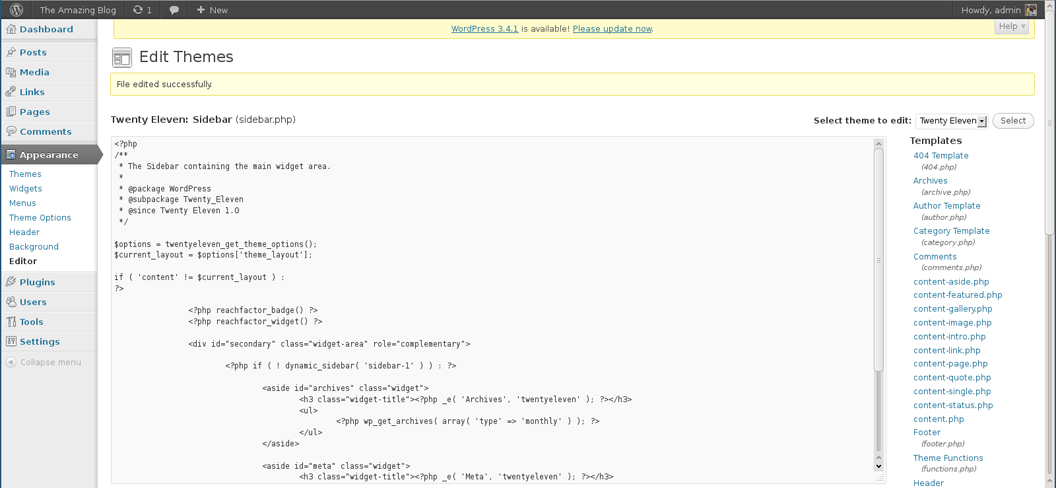 The Amazing Blog 1 + New Howdy, admin
Dashboard
Posts
Media
Links
Pages
Comments
Appearance
Themes
Widgets
Menus
Theme Options
Header
Background
Editor
Plugins
Users
Tools
Settings
Collapse menu
WordPress 3.4.1 is available! Please update now.
Help
Edit Themes
File edited successfully.
Twenty Eleven: Sidebar (sidebar.php)
Select theme to edit: Twenty Eleven Select
<?php
/**
 * The Sidebar containing the main widget area.
 *
 * @package WordPress
 * @subpackage Twenty_Eleven
 * @since Twenty Eleven 1.0
 */
$options = twentyeleven_get_theme_options();
$current_layout = $options['theme_layout'];
if ( 'content' != $current_layout ) :
?>
<?php reachfactor_badge() ?>
<?php reachfactor_widget() ?>
<div id="secondary" class="widget-area" role="complementary">
<?php if ( ! dynamic_sidebar( 'sidebar-1' ) ) : ?>
<aside id="archives" class="widget">
<h3 class="widget-title"><?php _e( 'Archives', 'twentyeleven' ); ?></h3>
<ul>
<?php wp_get_archives( array( 'type' => 'monthly' ) ); ?>
</ul>
</aside>
<aside id="meta" class="widget">
<h3 class="widget-title"><?php _e( 'Meta', 'twentyeleven' ); ?></h3>
Templates
404 Template
(404.php)
Archives
(archive.php)
Author Template
(author.php)
Category Template
(category.php)
Comments
(comments.php)
content-aside.php
content-featured.php
content-gallery.php
content-image.php
content-intro.php
content-link.php
content-page.php
content-quote.php
content-single.php
content-status.php
content.php
Footer
(footer.php)
Theme Functions
(functions.php)
Header